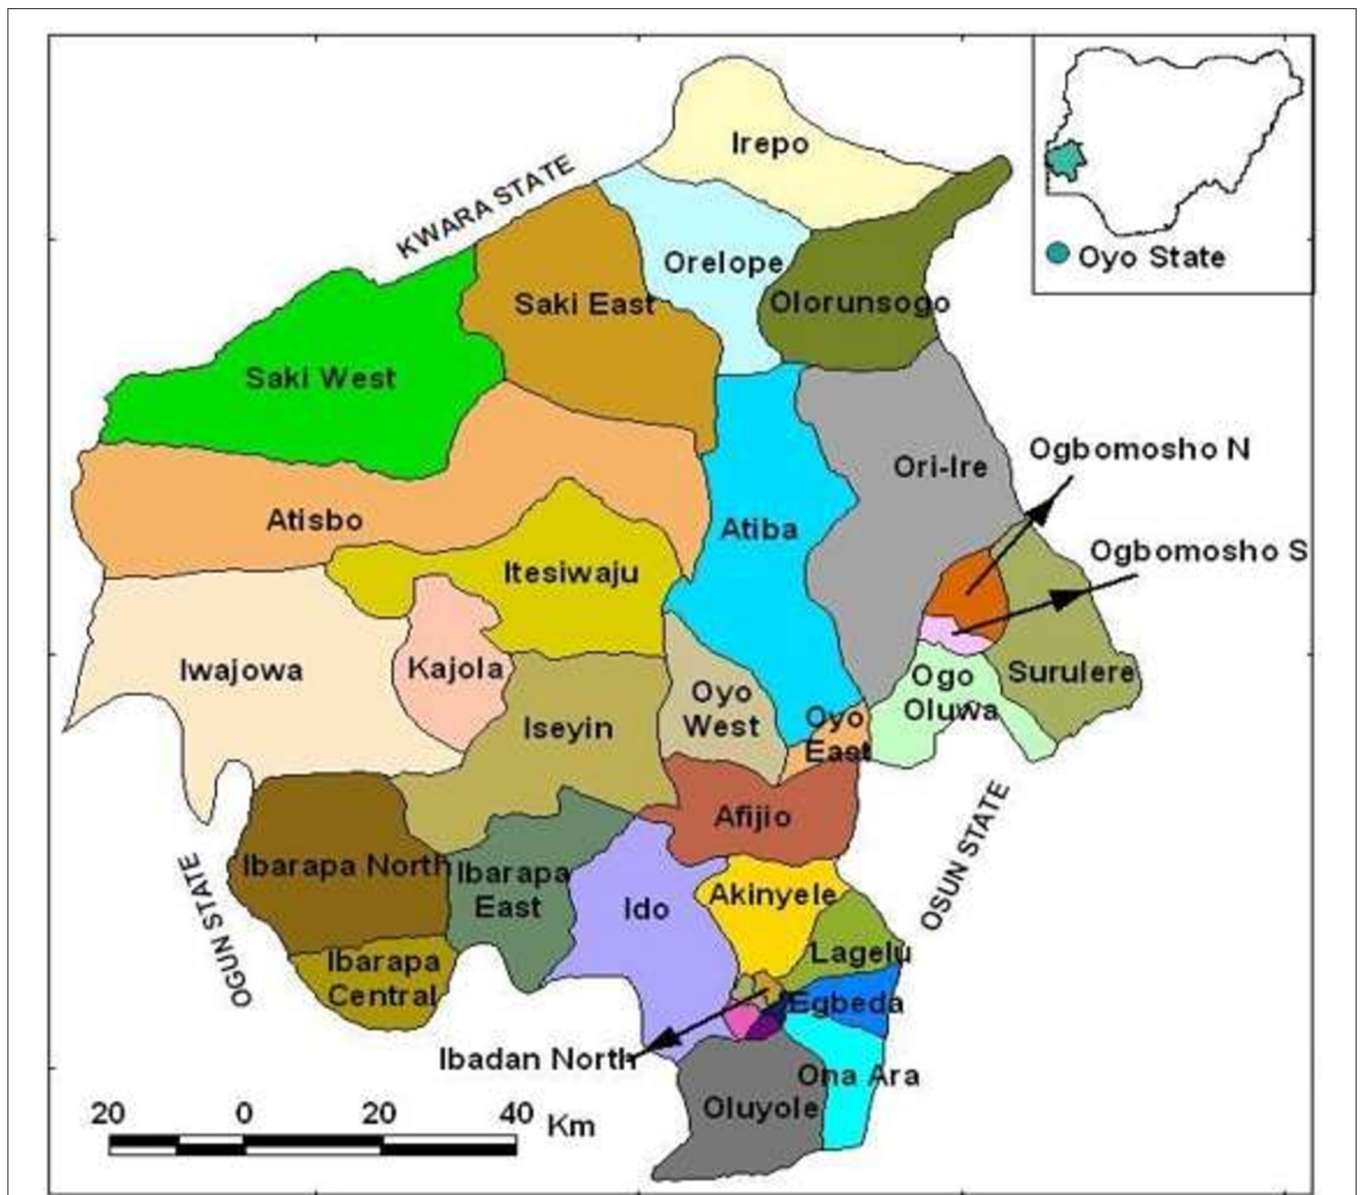 Irepo
KWARA STATE
Oyo State
Orelope
Saki East
Olorunsogo
Saki West
Ogbomosho N
Ori-Ire
Atisbo
Atiba
Ogbomosho S
Itesiwaju
Iwajowa
Kajola
Oyo
West
Ogo
Oluwa
Surulere
Iseyin
Oyo
East
Afijio
OSUN STATE
Ibarapa North
Ibarapa
East
OGUN STATE
Ido
Akinyele
Lagelu
Ibarapa
Central
Egbeda
Ibadan North
Ona Ara
Oluyole
20 0 20 40 Km